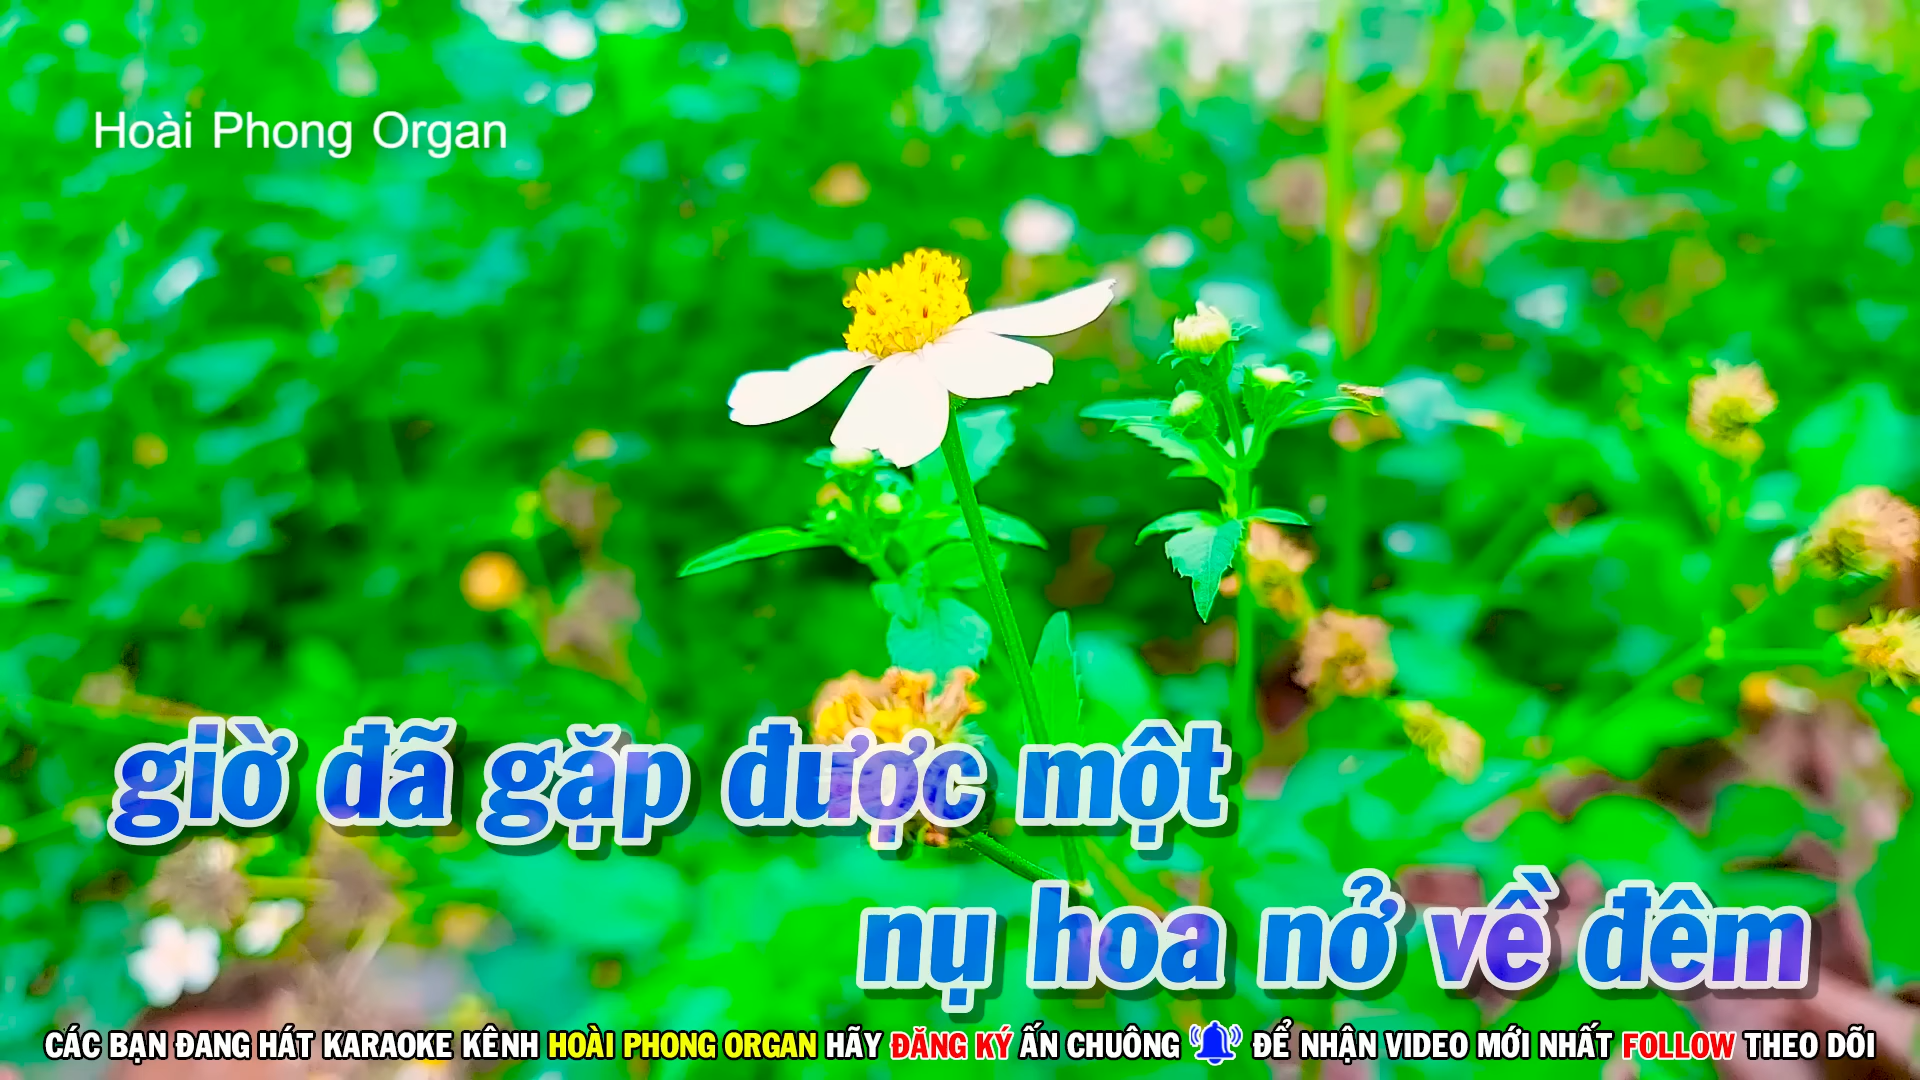 Hoài Phong Organ
giờ đã gặp được một
nụ hoa nở về đêm
CÁC BẠN ĐANG HÁT KARAOKE KÊNH HOÀI PHONG ORGAN HÃY ĐĂNG KÝ ẤN CHUÔNG ĐỂ NHẬN VIDEO MỚI NHẤT FOLLOW THEO DÕI